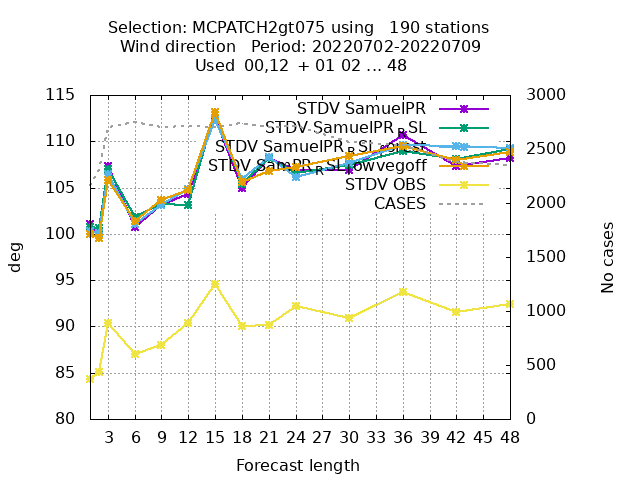 Selection: MCPATCH2gt075 using   190 stations
Wind direction   Period: 20220702-20220709
Used  00,12  + 01 02 ... 48
115
110
105
100
95
90
85
80
3000
2500
2000
1500
1000
500
0
STDV SamuelPR
STDV SamuelPR_R_SL
STDV SamuelPR_R_SL
STDV OBS
CASES
deg
No cases
3 6 9 12 15 18 21 24 27 30 33 36 39 42 45 48
Forecast length